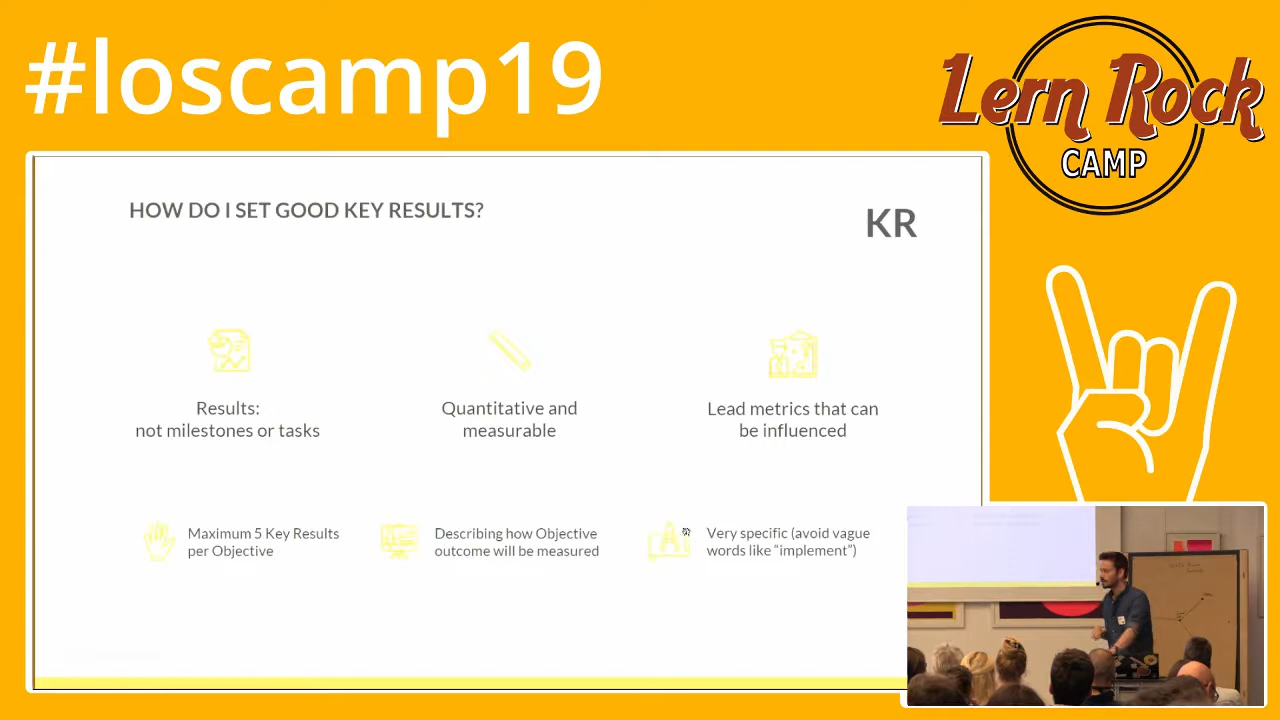 #loscamp19
Lern Rock
CAMP
HOW DO I SET GOOD KEY RESULTS?
KR
Results:
not milestones or tasks
Quantitative and
measurable
Lead metrics that can
be influenced
Maximum 5 Key Results
per Objective
Describing how Objective
outcome will be measured
Very specific (avoid vague
words like “implement”)